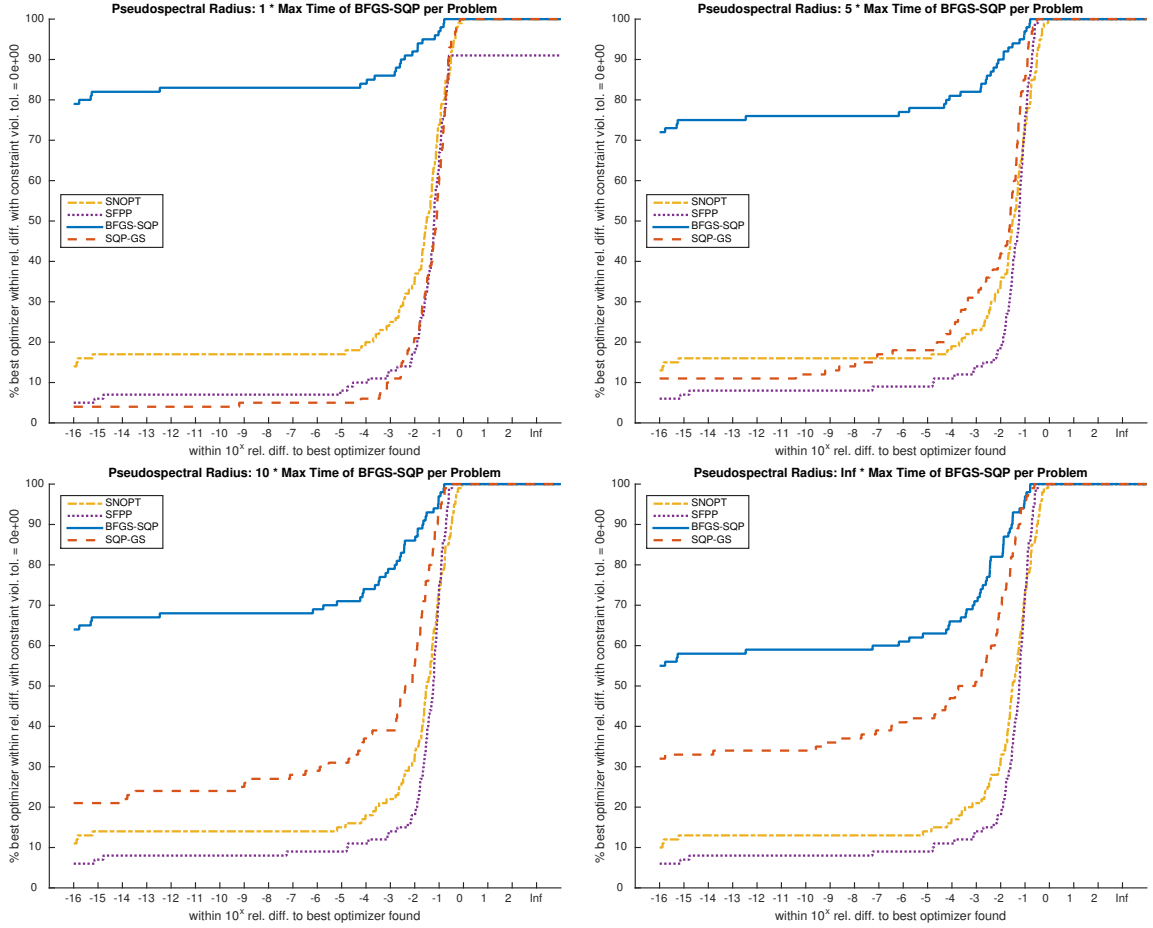 Pseudospectral Radius: 1 * Max Time of BFGS-SQP per Problem
% best optimizer within rel. diff. with constraint viol. tol. = 0e+00
100
90
80
70
60
50
40
30
20
10
0
SNOPT
SFPP
BFGS-SQP
SQP-GS
-16 -15 -14 -13 -12 -11 -10 -9 -8 -7 -6 -5 -4 -3 -2 -1 0 1 2 Inf
within 10^x rel. diff. to best optimizer found
Pseudospectral Radius: 5 * Max Time of BFGS-SQP per Problem
% best optimizer within rel. diff. with constraint viol. tol. = 0e+00
100
90
80
70
60
50
40
30
20
10
0
SNOPT
SFPP
BFGS-SQP
SQP-GS
-16 -15 -14 -13 -12 -11 -10 -9 -8 -7 -6 -5 -4 -3 -2 -1 0 1 2 Inf
within 10^x rel. diff. to best optimizer found
Pseudospectral Radius: 10 * Max Time of BFGS-SQP per Problem
% best optimizer within rel. diff. with constraint viol. tol. = 0e+00
100
90
80
70
60
50
40
30
20
10
0
SNOPT
SFPP
BFGS-SQP
SQP-GS
-16 -15 -14 -13 -12 -11 -10 -9 -8 -7 -6 -5 -4 -3 -2 -1 0 1 2 Inf
within 10^x rel. diff. to best optimizer found
Pseudospectral Radius: Inf * Max Time of BFGS-SQP per Problem
% best optimizer within rel. diff. with constraint viol. tol. = 0e+00
100
90
80
70
60
50
40
30
20
10
0
SNOPT
SFPP
BFGS-SQP
SQP-GS
-16 -15 -14 -13 -12 -11 -10 -9 -8 -7 -6 -5 -4 -3 -2 -1 0 1 2 Inf
within 10^x rel. diff. to best optimizer found